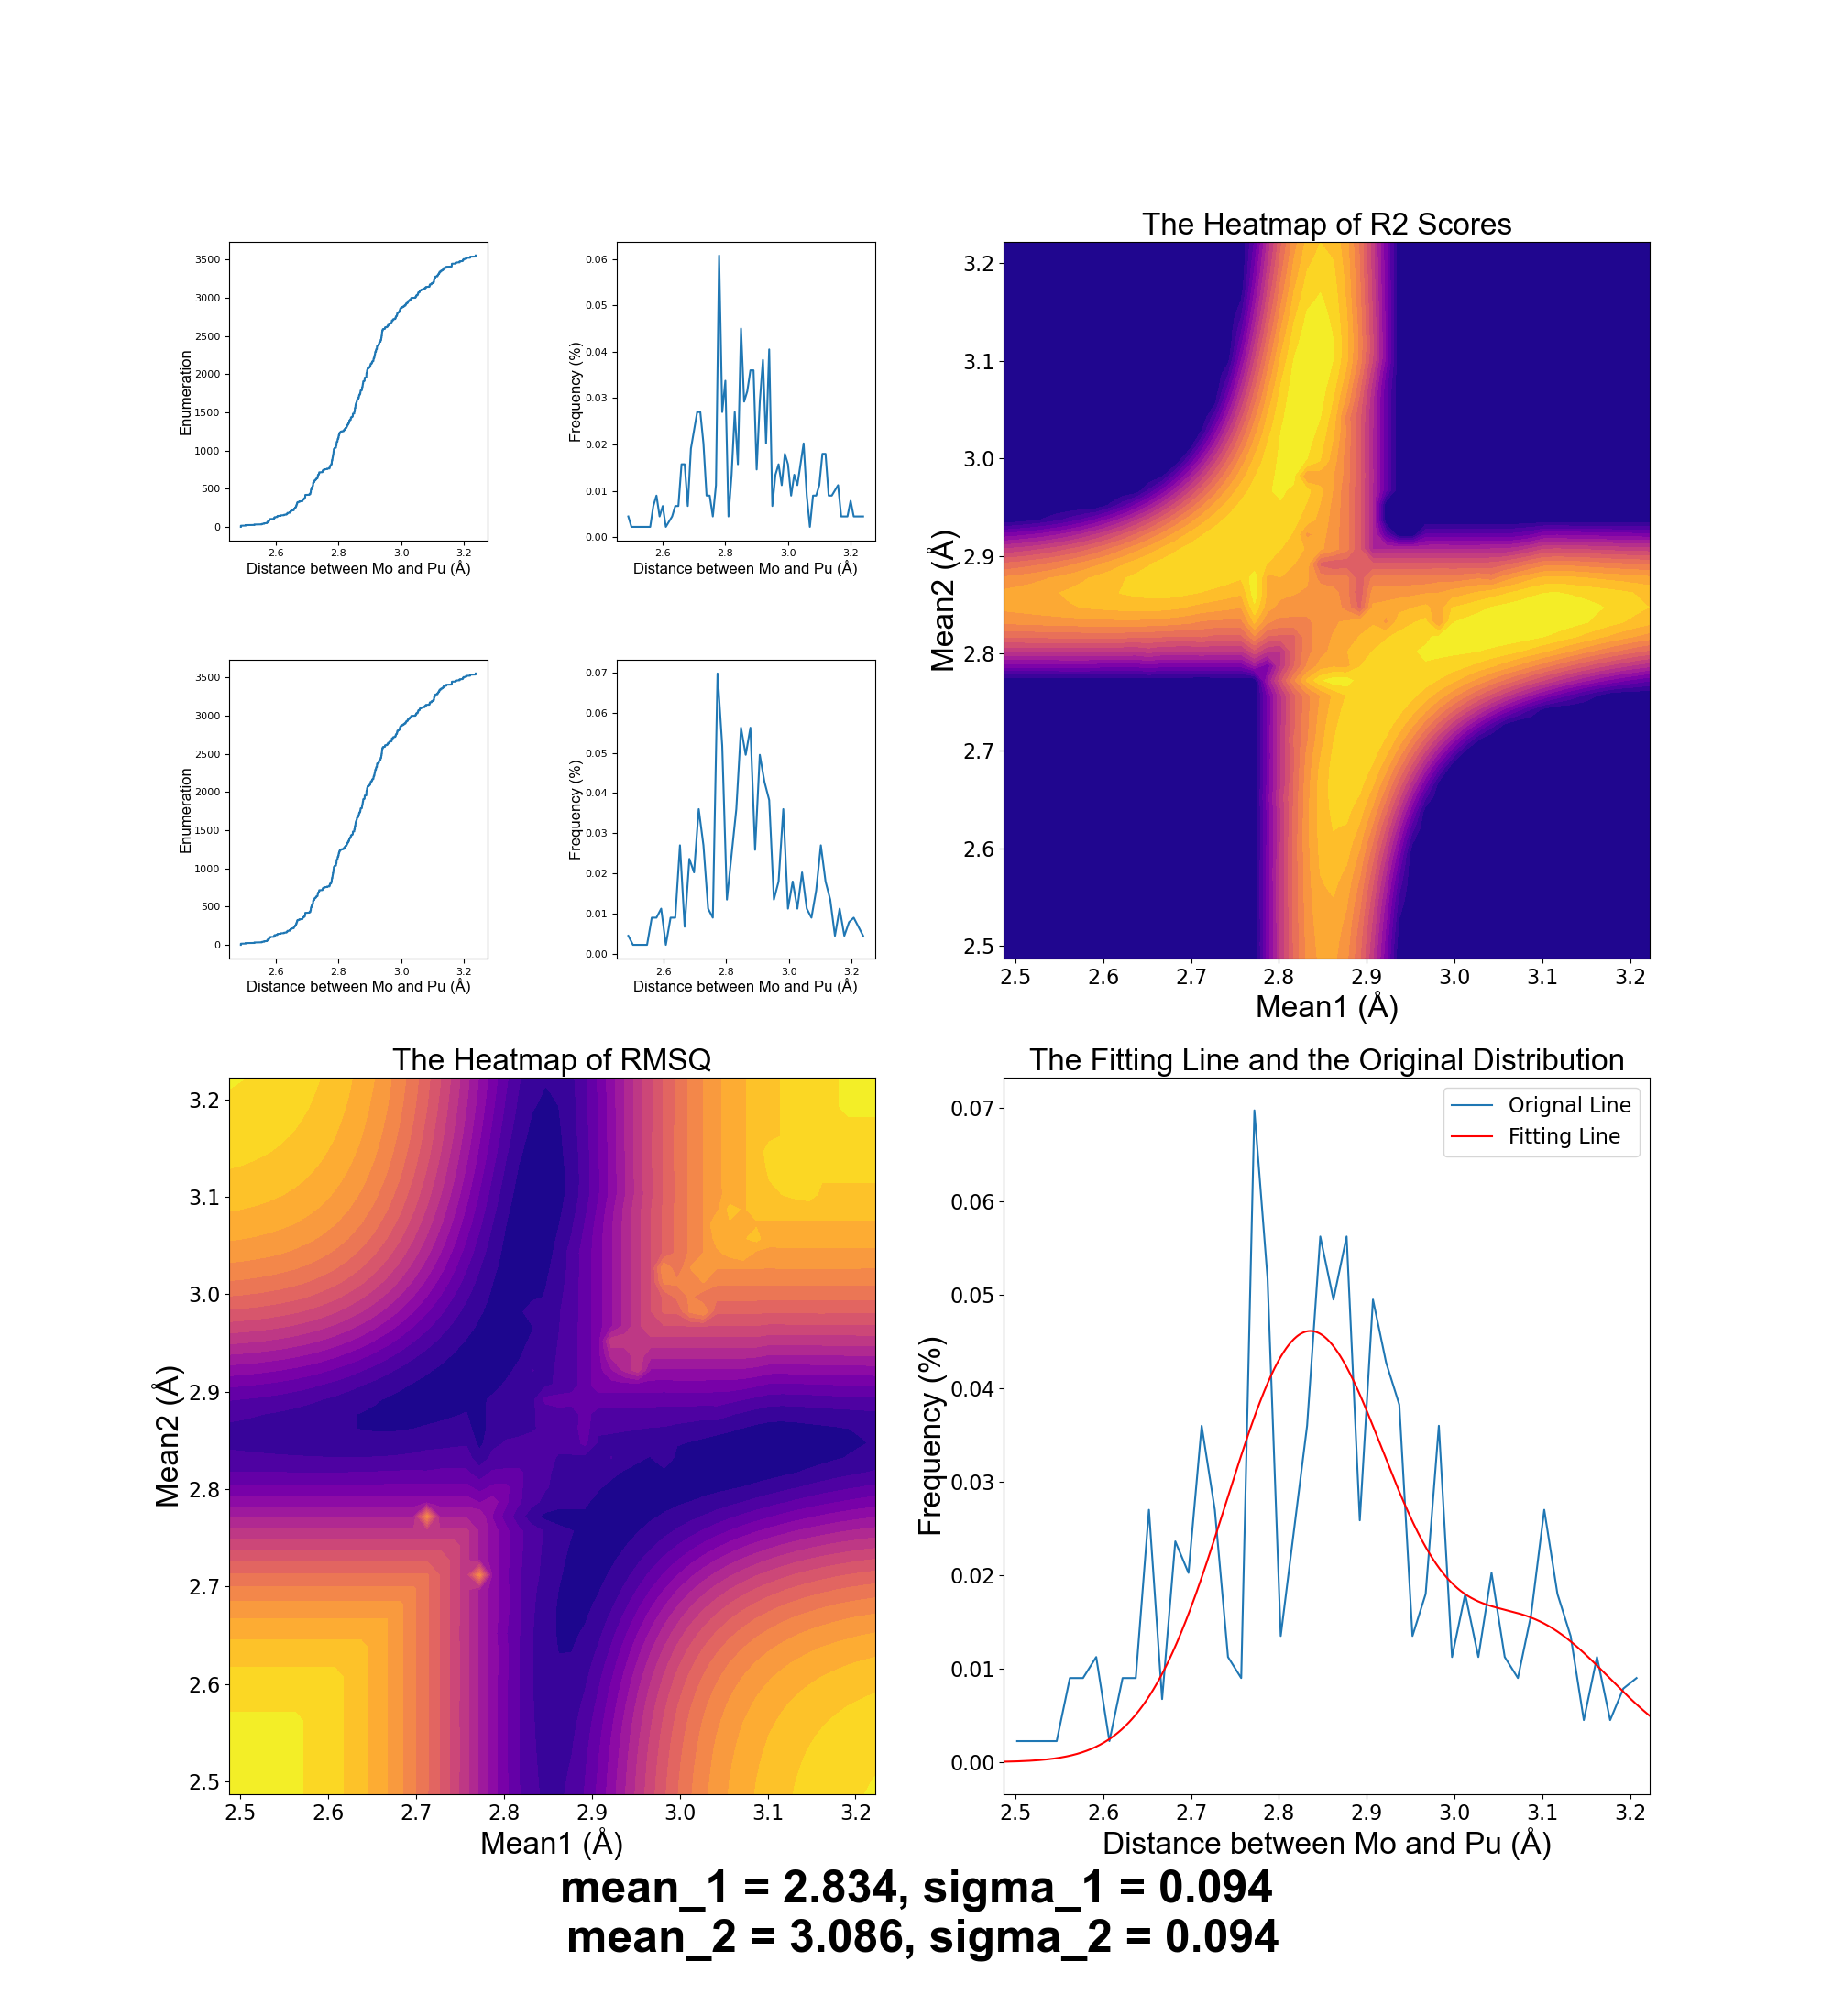 The Heatmap of R2 Scores
3500
3000
2500
2000
1500
1000
500
0
Enumeration
2.6 2.8 3.0 3.2
Distance between Mo and Pu (Å)
0.06
0.05
0.04
0.03
0.02
0.01
0.00
Frequency (%)
2.6 2.8 3.0 3.2
Distance between Mo and Pu (Å)
3500
3000
2500
2000
1500
1000
500
0
Enumeration
2.6 2.8 3.0 3.2
Distance between Mo and Pu (Å)
0.07
0.06
0.05
0.04
0.03
0.02
0.01
0.00
Frequency (%)
2.6 2.8 3.0 3.2
Distance between Mo and Pu (Å)
3.2
3.1
3.0
2.9
2.8
2.7
2.6
2.5
Mean2 (Å)
2.5 2.6 2.7 2.8 2.9 3.0 3.1 3.2
Mean1 (Å)
The Heatmap of RMSQ
3.2
3.1
3.0
2.9
2.8
2.7
2.6
2.5
Mean2 (Å)
2.5 2.6 2.7 2.8 2.9 3.0 3.1 3.2
Mean1 (Å)
The Fitting Line and the Original Distribution
Orignal Line
Fitting Line
0.07
0.06
0.05
0.04
0.03
0.02
0.01
0.00
Frequency (%)
2.5 2.6 2.7 2.8 2.9 3.0 3.1 3.2
Distance between Mo and Pu (Å)
mean_1 = 2.834, sigma_1 = 0.094
mean_2 = 3.086, sigma_2 = 0.094